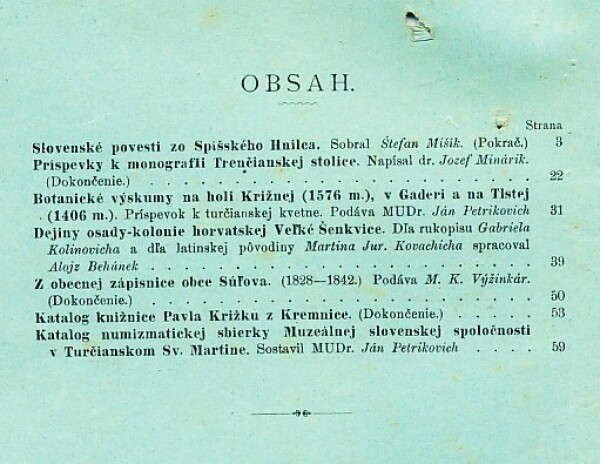 OBSAH.
Strana
Slovenské povesti zo Spišského Hnilca. Sobral Štefan Mišik. (Pokrač.) 3
Príspevky k monografii Trenčianskej stolice. Napísal dr. Jozef Minárik.
(Dokončenie.) . . . . . . . . . . . . . . . . . . . 22
Botanické výskumy na holi Križnej (1576 m.), v Gaderi a na Tlstej
(1406 m.). Príspevok k turčianskej kvetne. Podáva MUDr. Ján Petrikovich 31
Dejiny osady-kolonie horvatskej Veľké Šenkvice. Dľa rukopisu Gabriela
Kolinovicha a dľa latinskej pôvodiny Martina Jur. Kovachicha spracoval
Alojz Behúnek . . . . . . . . . . . . . . . . . . . 39
Z obecnej zápisnice obce Súľova. (1828—1842.) Podáva M. K. Výžinkár.
(Dokončenie.) . . . . . . . . . . . . . . . . . . . 50
Katalog knižnice Pavla Križku z Kremnice. (Dokončenie.) . . . . . 53
Katalog numizmatickej sbierky Muzeálnej slovenskej spoločnosti
v Turčianskom Sv. Martine. Sostavil MUDr. Ján Petrikovich . . . . 59